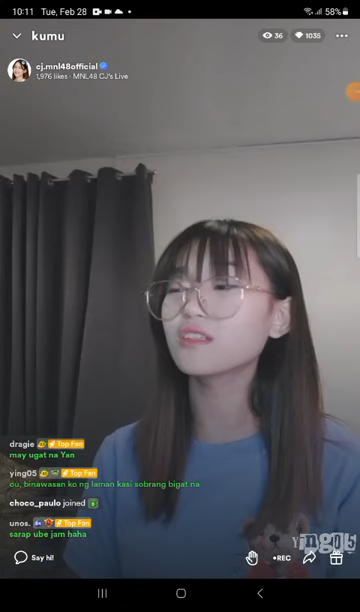 10:11 Tue, Feb 28 58%
kumu 36 1035
cj.mnl48official
1,976 likes · MNL48 CJ's Live
dragie Top Fan
may ugat na Yan
ying05 Top Fan
ou, binawasan ko ng laman kasi sobrang bigat na
choco_paulo joined
unos. Top Fan
sarap ube jam haha
Say hi! •REC
Ying05